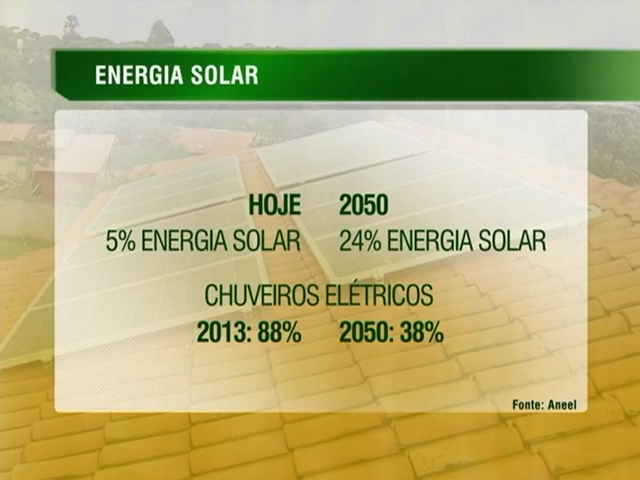 ENERGIA SOLAR
HOJE 2050
5% ENERGIA SOLAR 24% ENERGIA SOLAR
CHUVEIROS ELÉTRICOS
2013: 88% 2050: 38%
Fonte: Aneel